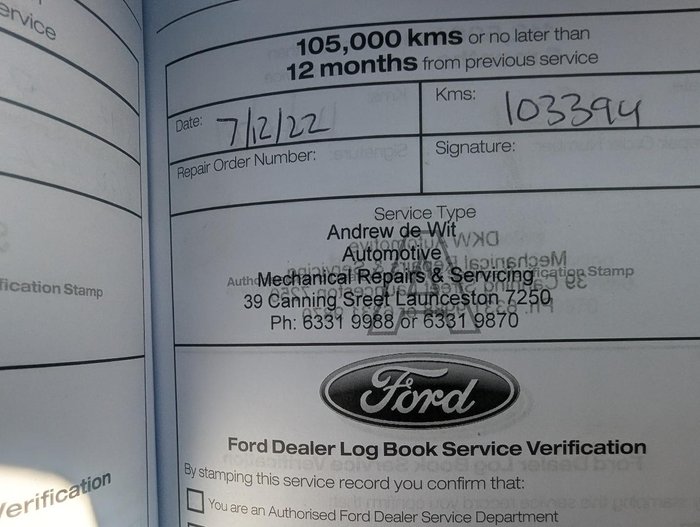 ervice
105,000 kms or no later than
12 months from previous service
Date: 7/12/22
Kms: 103394
Repair Order Number:
Signature:
Service Type
Andrew de Wit
Automotive
Mechanical Repairs & Servicing
39 Canning Sreet Launceston 7250
Ph: 6331 9988 or 6331 9870
fication Stamp
fication Stamp
Ford
Ford Dealer Log Book Service Verification
By stamping this service record you confirm that:
You are an Authorised Ford Dealer Service Department
Verification